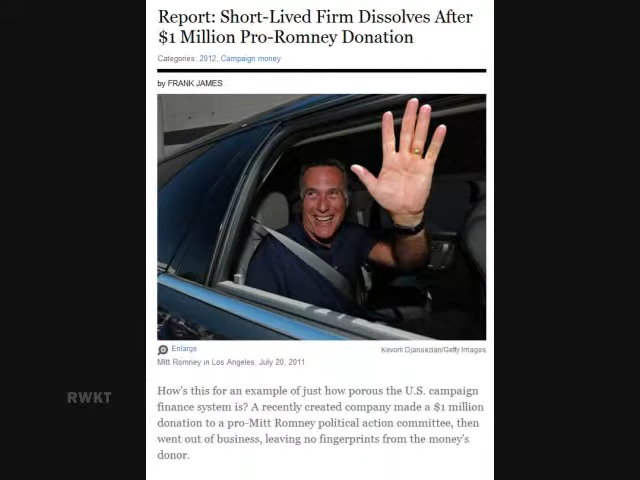 Report: Short-Lived Firm Dissolves After
$1 Million Pro-Romney Donation
Categories: 2012, Campaign money
by FRANK JAMES
Enlarge
Kevork Djansezian/Getty Images
Mitt Romney in Los Angeles, July 20, 2011
RWKT
How's this for an example of just how porous the U.S. campaign
finance system is? A recently created company made a $1 million
donation to a pro-Mitt Romney political action committee, then
went out of business, leaving no fingerprints from the money's
donor.